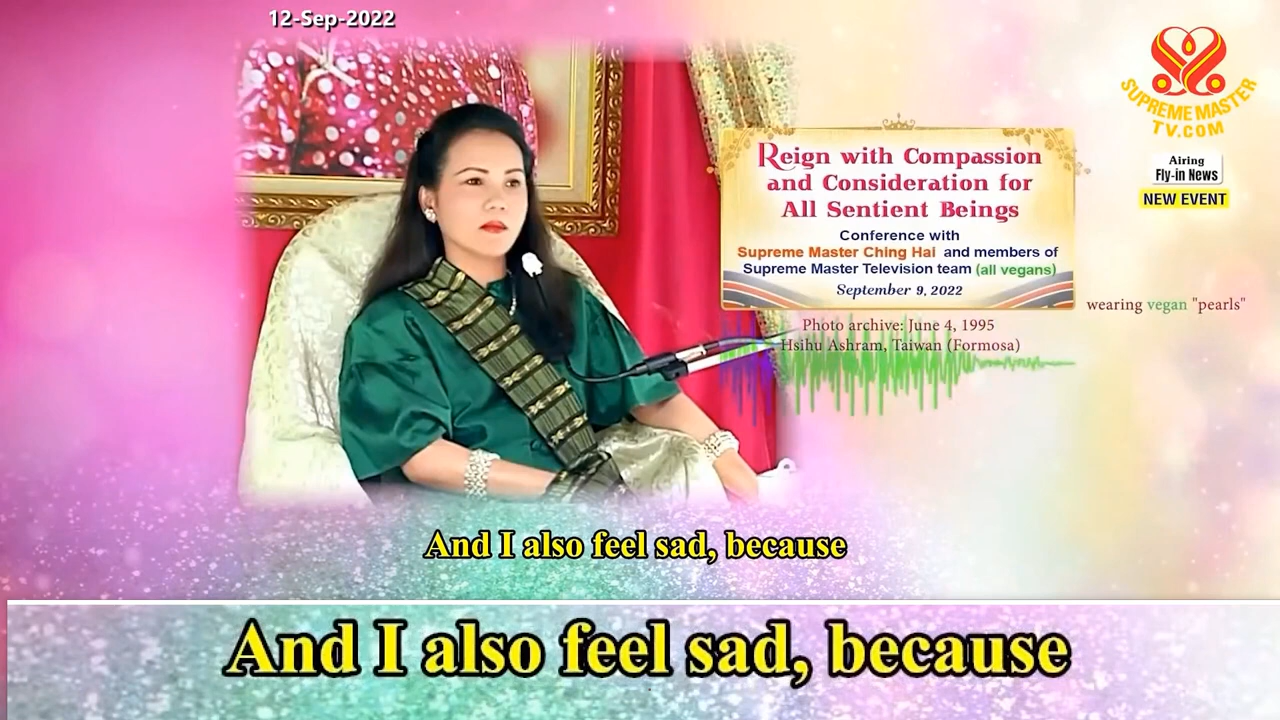 12-Sep-2022
SUPREME MASTER
TV.COM
Airing
Fly-in News
NEW EVENT
Reign with Compassion
and Consideration for
All Sentient Beings
Conference with
Supreme Master Ching Hai and members of
Supreme Master Television team (all vegans)
September 9, 2022
wearing vegan "pearls"
Photo archive: June 4, 1995
Hsihu Ashram, Taiwan (Formosa)
And I also feel sad, because
And I also feel sad, because